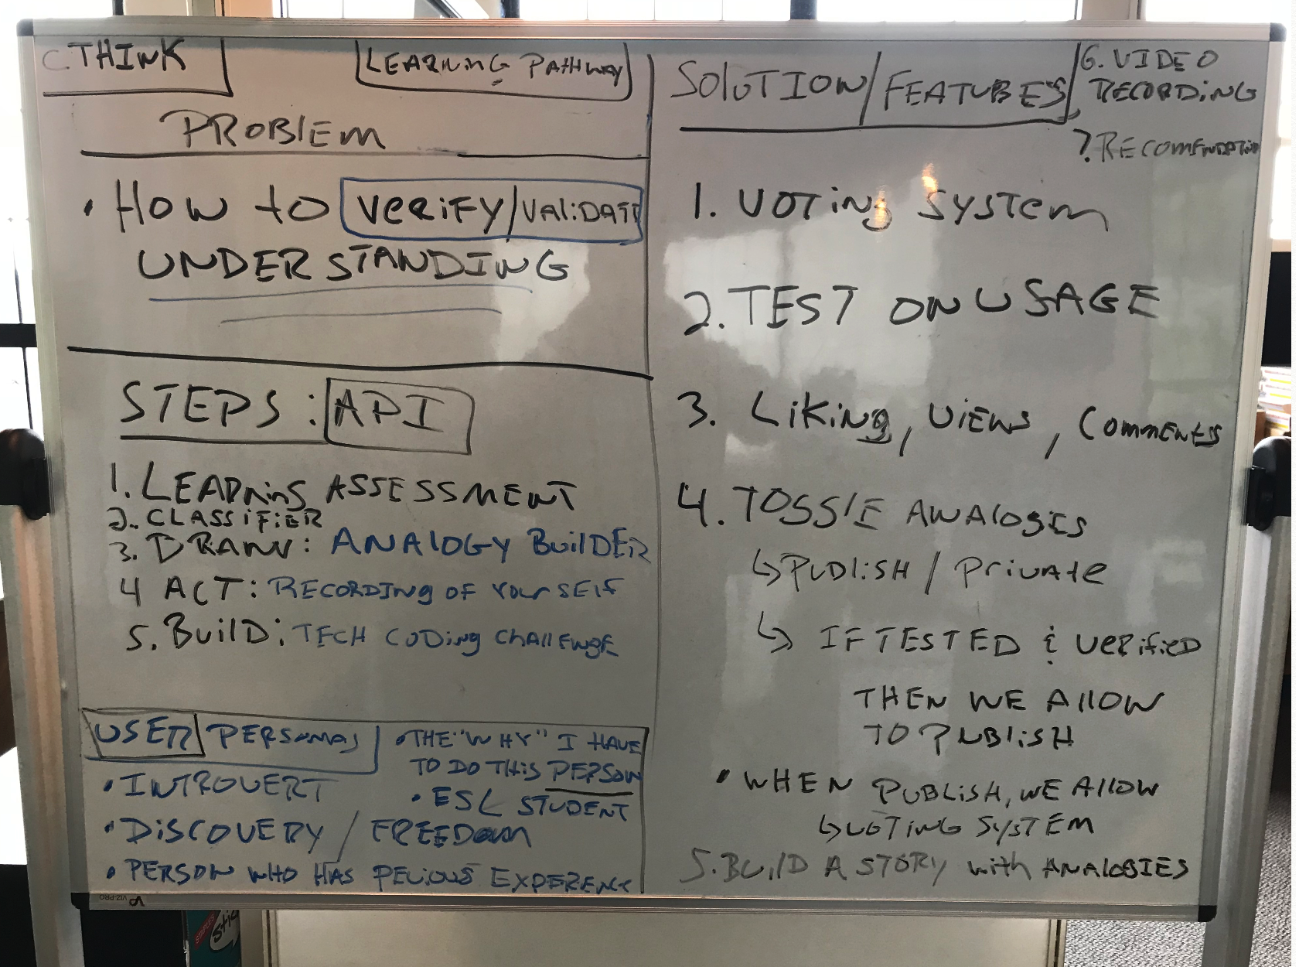 C THINK
LEARNING PATHWAY
PROBLEM
• HOW to VERIFY/VALIDATE
UNDERSTANDING
STEPS: API
1. LEARNING ASSESSMENT
2. CLASSIFIER
3. DRAW: ANALOGY BUILDER
4 ACT: RECORDING OF YOURSELF
5. BUILD: TECH CODING CHALLENGE
USER PERSONAS
• INTROVERT
• DISCOVERY / FREEDOM
• PERSON WHO HAS PEVIOUS EXPERENCE
• THE "WHY" I HAVE
TO DO THIS PERSON
• ESL STUDENT
SOLUTION/FEATURES
6. VIDEO
RECORDING
7. RECOMENDATION
1. VOTING SYSTEM
2. TEST ON USAGE
3. LIKING, VIEWS, COMMENTS
4. TOGGLE ANALOGIES
↳ PUBLISH / PRIVATE
↳ IF TESTED & VERIFIED
THEN WE ALLOW
TO PUBLISH
• WHEN PUBLISH, WE ALLOW
↳ VOTING SYSTEM
5. BUILD A STORY with ANALOGIES